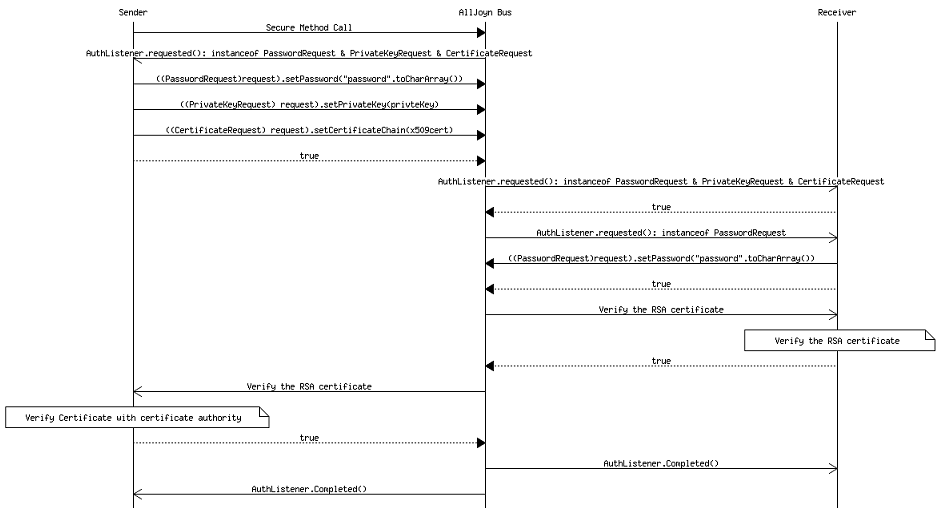 Sender AllJoyn Bus Receiver
Secure Method Call
AuthListener.requested(): instanceof PasswordRequest & PrivateKeyRequest & CertificateRequest
((PasswordRequest)request).setPassword("password".toCharArray())
((PrivateKeyRequest) request).setPrivateKey(privteKey)
((CertificateRequest) request).setCertificateChain(x509cert)
true
AuthListener.requested(): instanceof PasswordRequest & PrivateKeyRequest & CertificateRequest
true
AuthListener.requested(): instanceof PasswordRequest
((PasswordRequest)request).setPassword("password".toCharArray())
true
Verify the RSA certificate
Verify the RSA certificate
true
Verify the RSA certificate
Verify Certificate with certificate authority
true
AuthListener.Completed()
AuthListener.Completed()